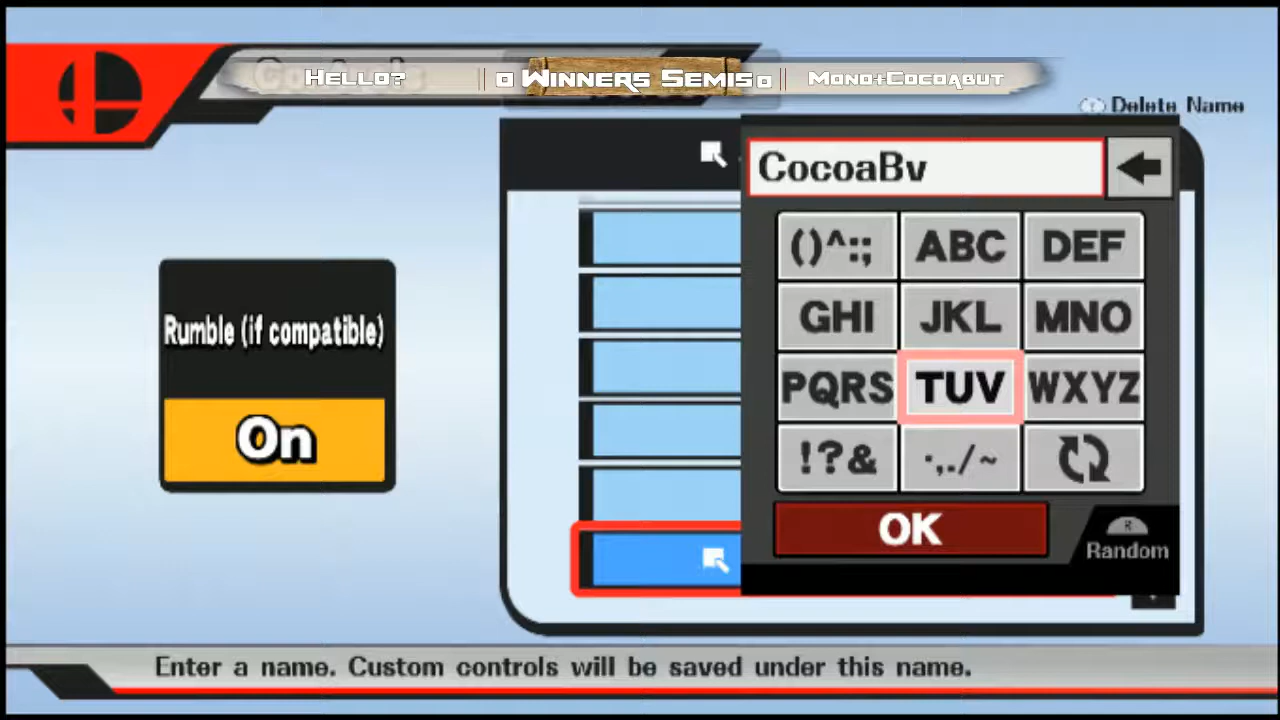 Hello?
Winners Semis
Mono+Cocoabut
Delete Name
CocoaBv
()^:;
ABC
DEF
GHI
JKL
MNO
PQRS
TUV
WXYZ
!?&
·,./~
OK
R
Random
Rumble (if compatible)
On
Enter a name. Custom controls will be saved under this name.